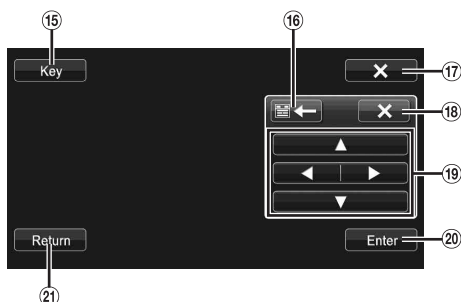 ⑮ ⑯
Key ⑰
⑱
⑲
Return Enter ⑳
㉑